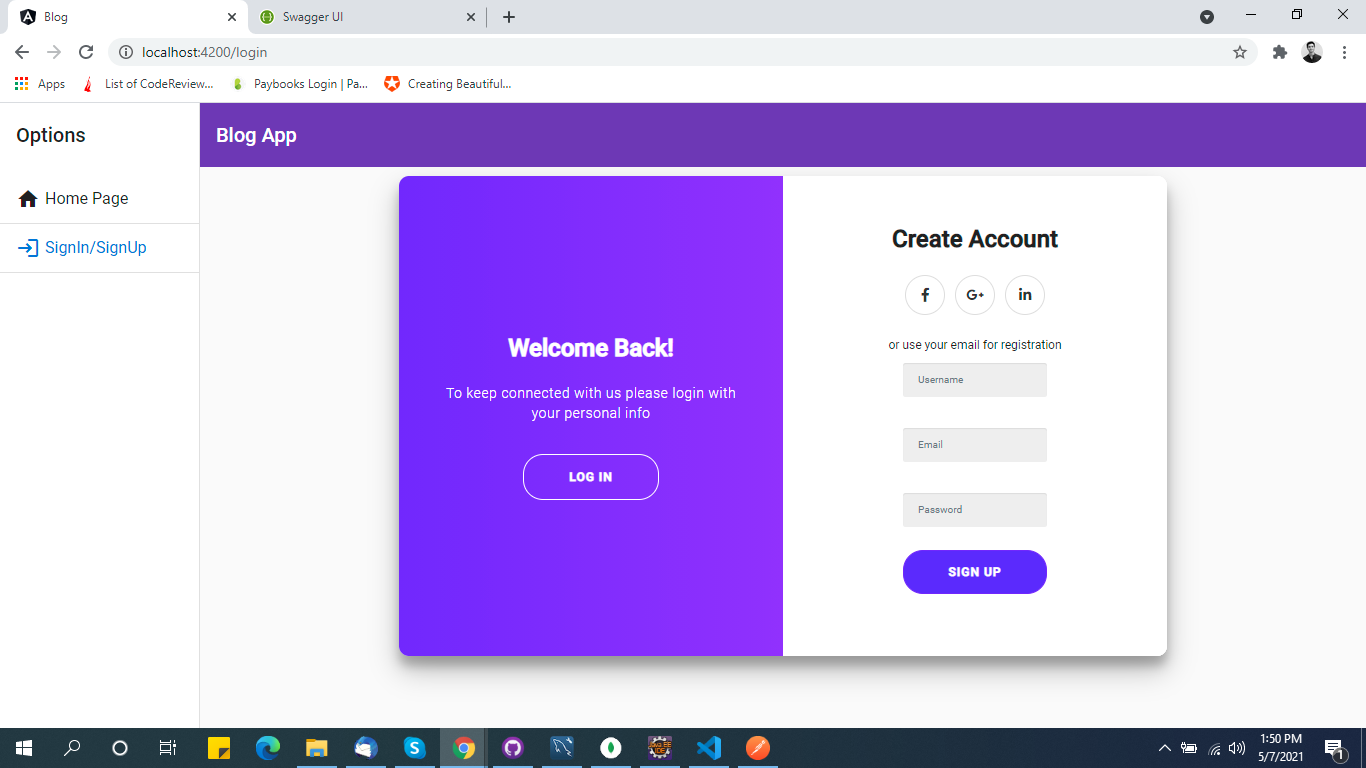 Blog
Swagger UI
localhost:4200/login
Apps
List of CodeReview...
Paybooks Login | Pa...
Creating Beautiful...
Options
Blog App
Home Page
SignIn/SignUp
Welcome Back!
To keep connected with us please login with
your personal info
LOG IN
Create Account
f
G+
in
or use your email for registration
Username
Email
Password
SIGN UP
1:50 PM
5/7/2021
1